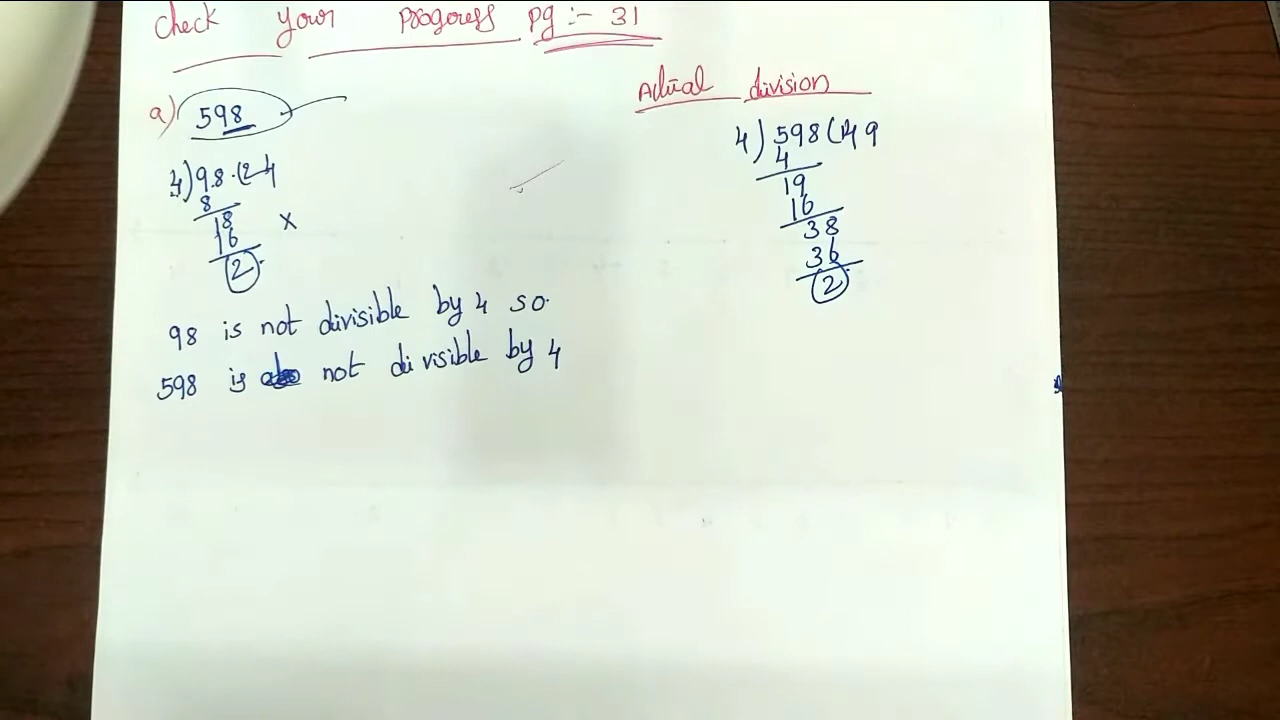 Check your progress pg :- 31
a) 598
4)98(24
8
18
16
2
x
98 is not divisible by 4 so
598 is not divisible by 4
Actual division
4)598(149
4
19
16
38
36
2